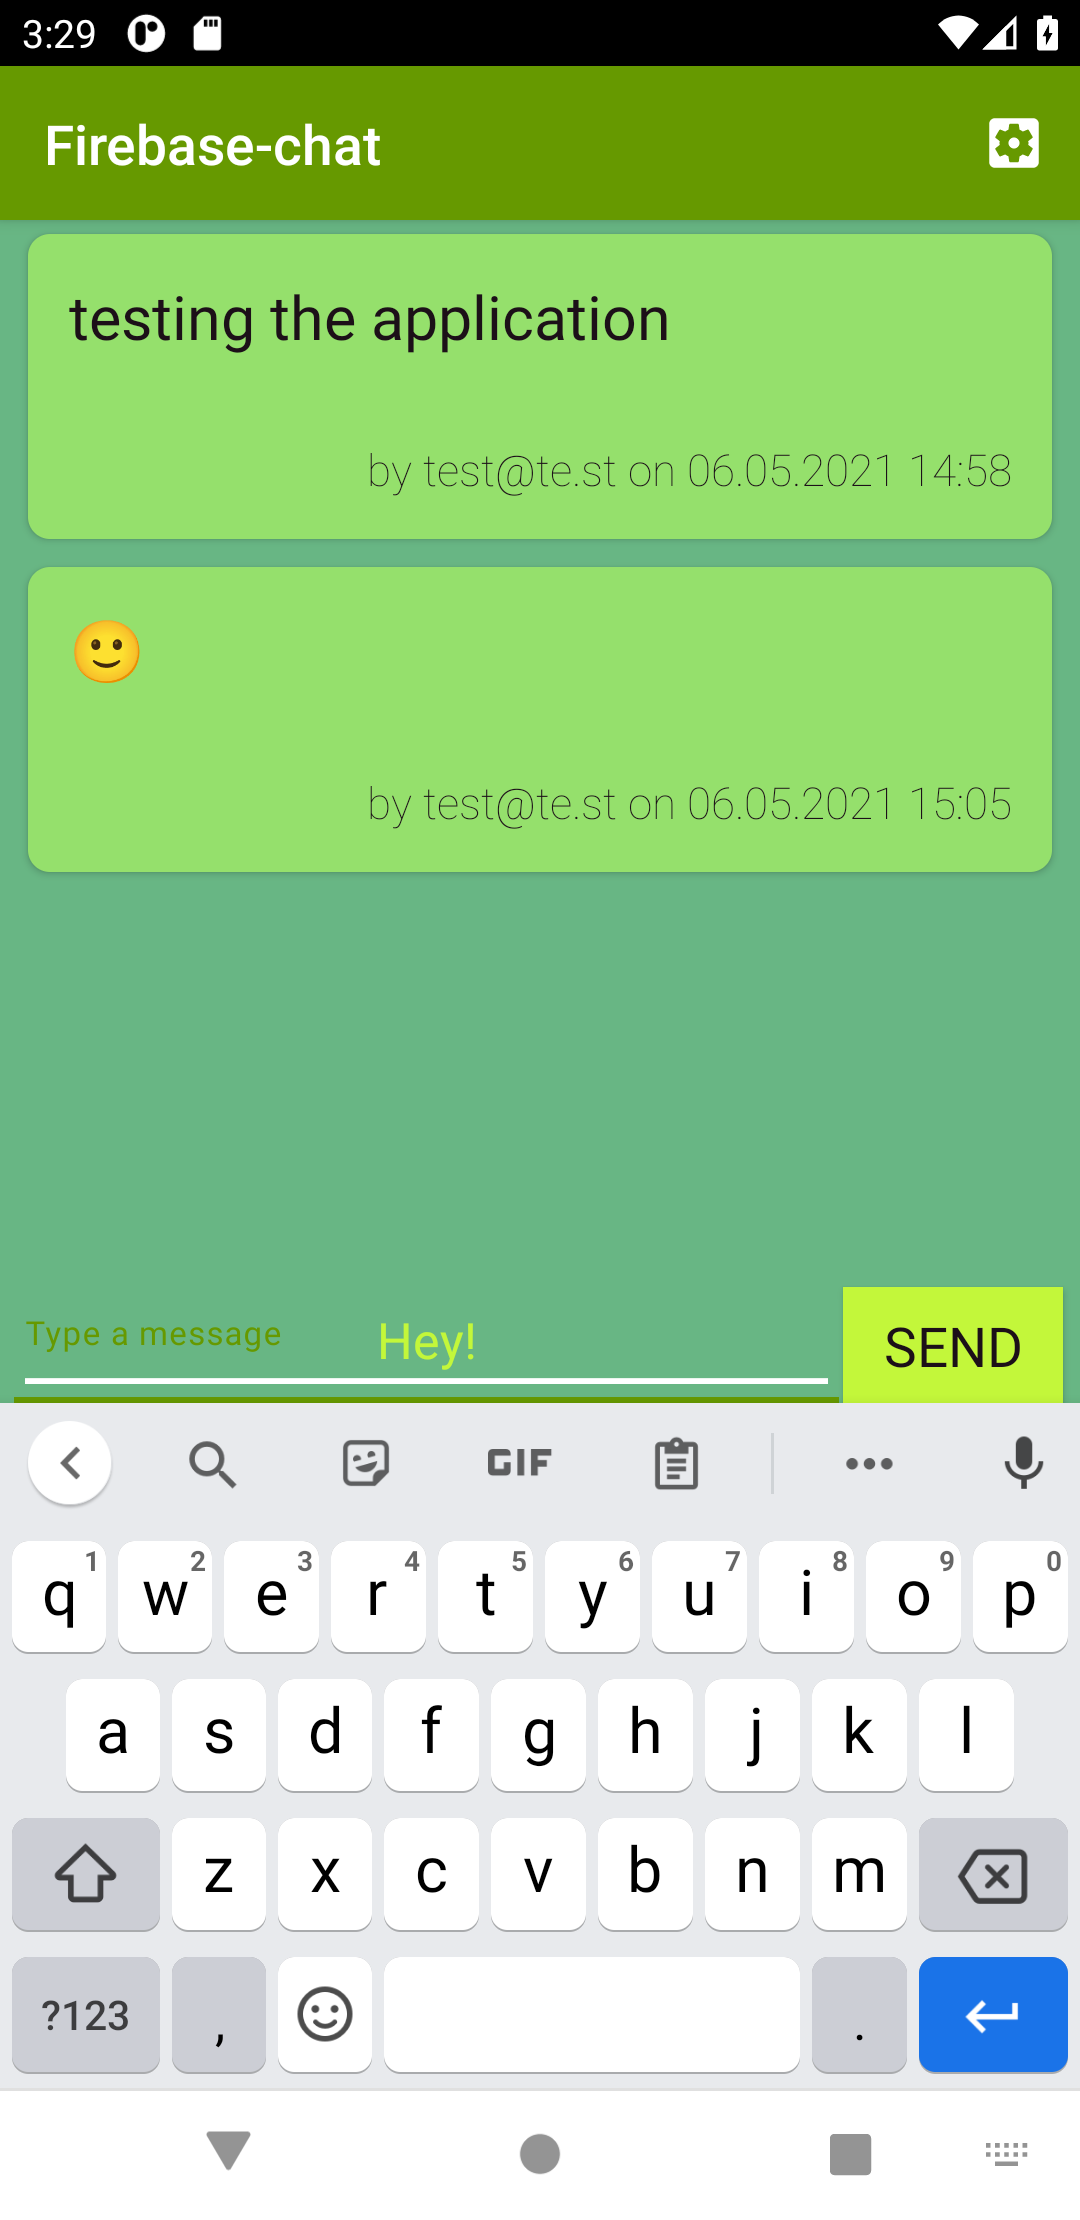 3:29
Firebase-chat
testing the application
by test@te.st on 06.05.2021 14:58
🙂
by test@te.st on 06.05.2021 15:05
Type a message Hey! SEND
GIF
q 1 w 2 e 3 r 4 t 5 y 6 u 7 i 8 o 9 p 0
a s d f g h j k l
z x c v b n m
?123 , .